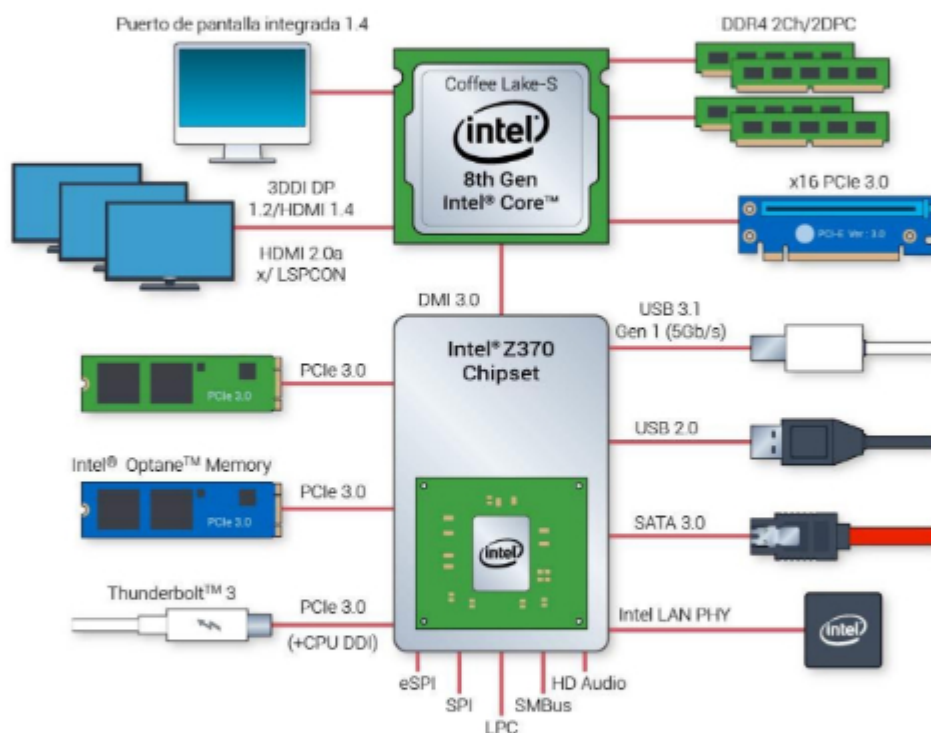 Puerto de pantalla integrada 1.4
DDR4 2Ch/2DPC
Coffee Lake-S
intel
8th Gen
Intel® Core™
3DDI DP
1.2/HDMI 1.4
HDMI 2.0a
x/ LSPCON
x16 PCIe 3.0
PCI-E Ver : 3.0
DMI 3.0
Intel® Z370
Chipset
USB 3.1
Gen 1 (5Gb/s)
PCIe 3.0
PCIe 3.0
USB 2.0
Intel® Optane™ Memory
PCIe 3.0
PCIe 3.0
SATA 3.0
intel
Thunderbolt™ 3
PCIe 3.0
(+CPU DDI)
Intel LAN PHY
intel
eSPI
SPI
LPC
SMBus
HD Audio